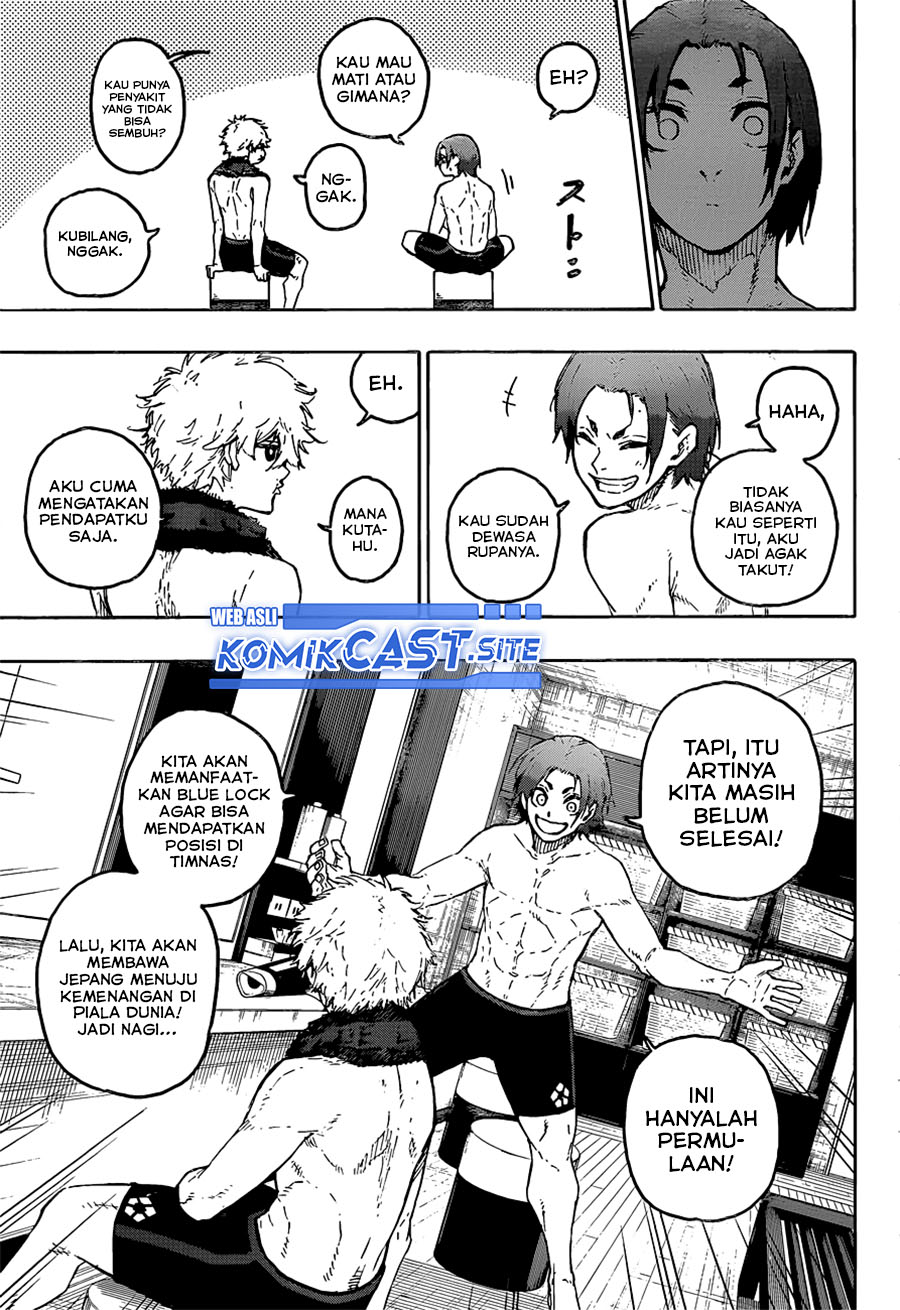 EH?
KAU MAU
MATI ATAU
GIMANA?
NG-
GAK.
KAU PUNYA
PENYAKIT
YANG TIDAK
BISA
SEMBUH?
KUBILANG,
NGGAK.
スト
HAHA,
TIDAK
BIASANYA
KAU SEPERTI
ITU, AKU
JADI AGAK
TAKUT!
KAU SUDAH
DEWASA
RUPANYA.
EH.
MANA
KUTA-
HU.
AKU CUMA
MENGATAKAN
PENDAPATKU
SAJA.
WEB ASLI
KOMIKCAST.SITE
TAPI, ITU
ARTINYA
KITA MASIH
BELUM
SELESAI!
KITA AKAN
MEMANFAAT-
KAN BLUE LOCK
AGAR BISA
MENDAPATKAN
POSISI DI
TIMNAS!
LALU, KITA AKAN
MEMBAWA
JEPANG MENUJU
KEMENANGAN DI
PIALA DUNIA!
JADI NAGI...
INI
HANYALAH
PERMU-
LAAN!